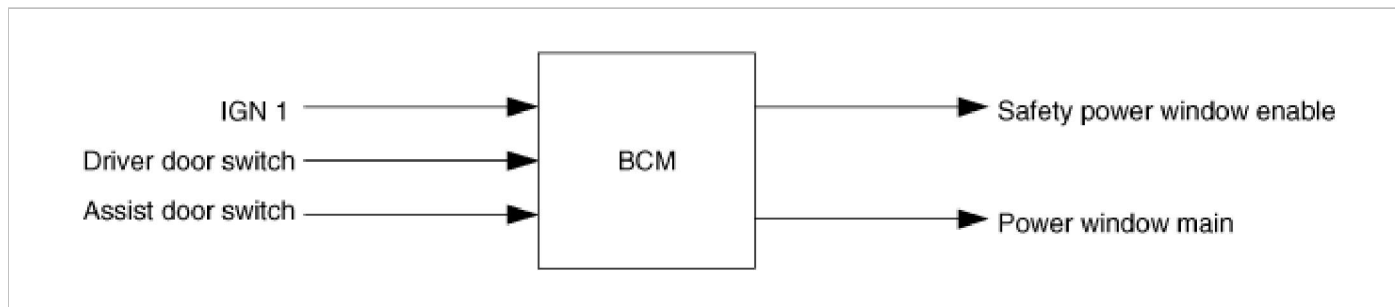 IGN 1
Driver door switch
Assist door switch
BCM
Safety power window enable
Power window main